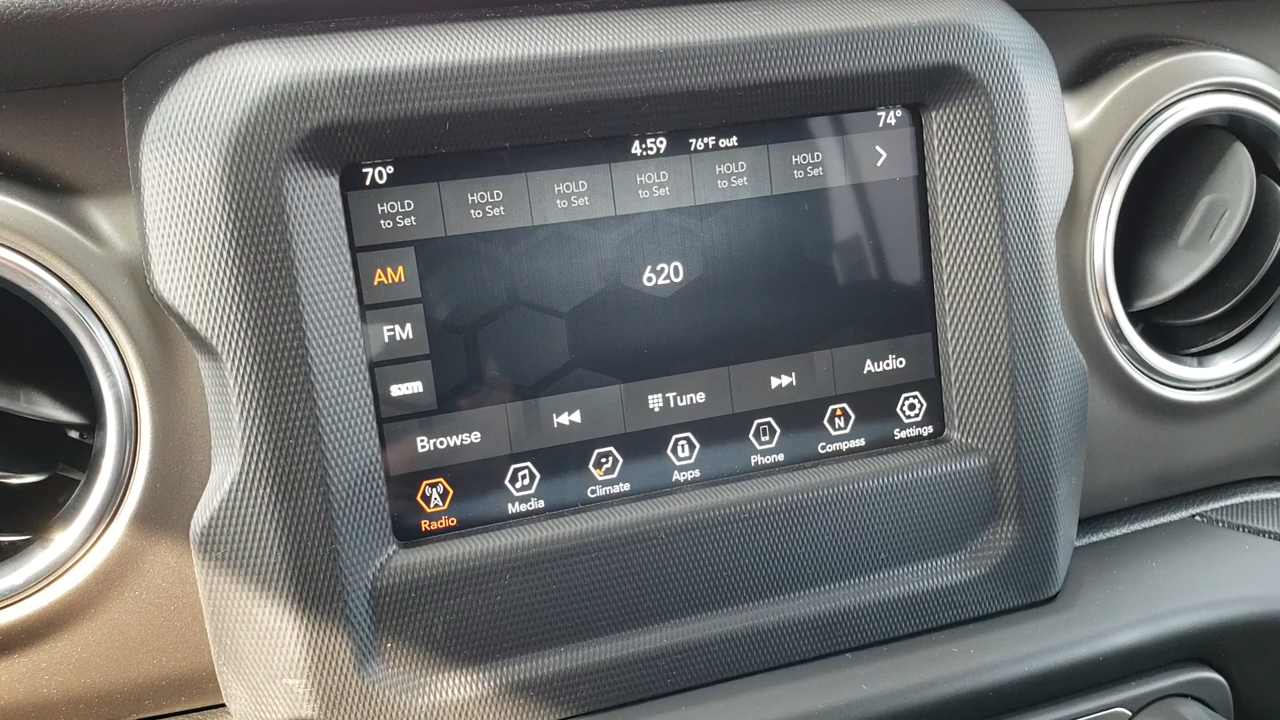 70° 4:59 76°F out 74°
HOLD HOLD HOLD HOLD HOLD HOLD
to Set to Set to Set to Set to Set to Set
AM
620
FM
sxm
Browse Tune Audio
Radio Media Climate Apps Phone N Compass Settings